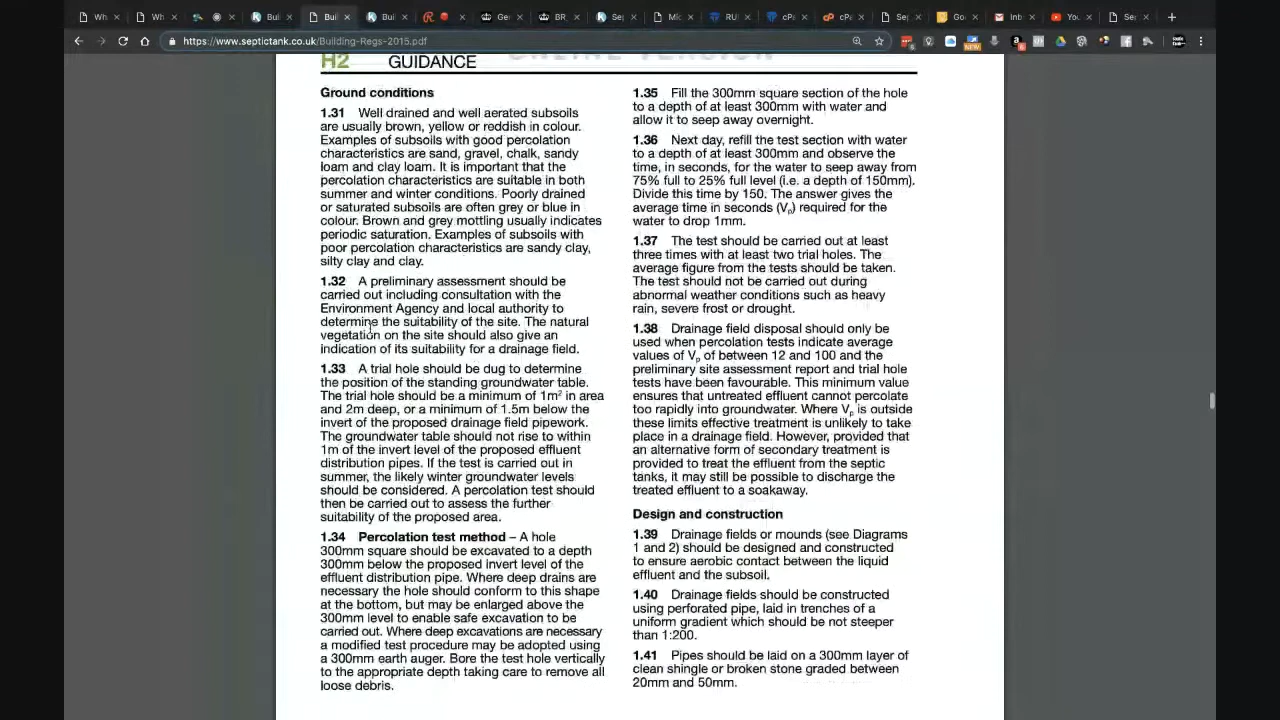 Wh
Wh
Buil
Buil
Buil
Ge
BR_
Sep
Mic
RUI
cPa
cPa
Sep
Go
Inb
You
Sep
https://www.septictank.co.uk/Building-Regs-2015.pdf
H2 GUIDANCE
ONLINE VERSION
Ground conditions
1.31 Well drained and well aerated subsoils
are usually brown, yellow or reddish in colour.
Examples of subsoils with good percolation
characteristics are sand, gravel, chalk, sandy
loam and clay loam. It is important that the
percolation characteristics are suitable in both
summer and winter conditions. Poorly drained
or saturated subsoils are often grey or blue in
colour. Brown and grey mottling usually indicates
periodic saturation. Examples of subsoils with
poor percolation characteristics are sandy clay,
silty clay and clay.
1.32 A preliminary assessment should be
carried out including consultation with the
Environment Agency and local authority to
determine the suitability of the site. The natural
vegetation on the site should also give an
indication of its suitability for a drainage field.
1.33 A trial hole should be dug to determine
the position of the standing groundwater table.
The trial hole should be a minimum of 1m² in area
and 2m deep, or a minimum of 1.5m below the
invert of the proposed drainage field pipework.
The groundwater table should not rise to within
1m of the invert level of the proposed effluent
distribution pipes. If the test is carried out in
summer, the likely winter groundwater levels
should be considered. A percolation test should
then be carried out to assess the further
suitability of the proposed area.
1.34 Percolation test method – A hole
300mm square should be excavated to a depth
300mm below the proposed invert level of the
effluent distribution pipe. Where deep drains are
necessary the hole should conform to this shape
at the bottom, but may be enlarged above the
300mm level to enable safe excavation to be
carried out. Where deep excavations are necessary
a modified test procedure may be adopted using
a 300mm earth auger. Bore the test hole vertically
to the appropriate depth taking care to remove all
loose debris.
1.35 Fill the 300mm square section of the hole
to a depth of at least 300mm with water and
allow it to seep away overnight.
1.36 Next day, refill the test section with water
to a depth of at least 300mm and observe the
time, in seconds, for the water to seep away from
75% full to 25% full level (i.e. a depth of 150mm).
Divide this time by 150. The answer gives the
average time in seconds (Vp) required for the
water to drop 1mm.
1.37 The test should be carried out at least
three times with at least two trial holes. The
average figure from the tests should be taken.
The test should not be carried out during
abnormal weather conditions such as heavy
rain, severe frost or drought.
1.38 Drainage field disposal should only be
used when percolation tests indicate average
values of Vp of between 12 and 100 and the
preliminary site assessment report and trial hole
tests have been favourable. This minimum value
ensures that untreated effluent cannot percolate
too rapidly into groundwater. Where Vp is outside
these limits effective treatment is unlikely to take
place in a drainage field. However, provided that
an alternative form of secondary treatment is
provided to treat the effluent from the septic
tanks, it may still be possible to discharge the
treated effluent to a soakaway.
Design and construction
1.39 Drainage fields or mounds (see Diagrams
1 and 2) should be designed and constructed
to ensure aerobic contact between the liquid
effluent and the subsoil.
1.40 Drainage fields should be constructed
using perforated pipe, laid in trenches of a
uniform gradient which should be not steeper
than 1:200.
1.41 Pipes should be laid on a 300mm layer of
clean shingle or broken stone graded between
20mm and 50mm.